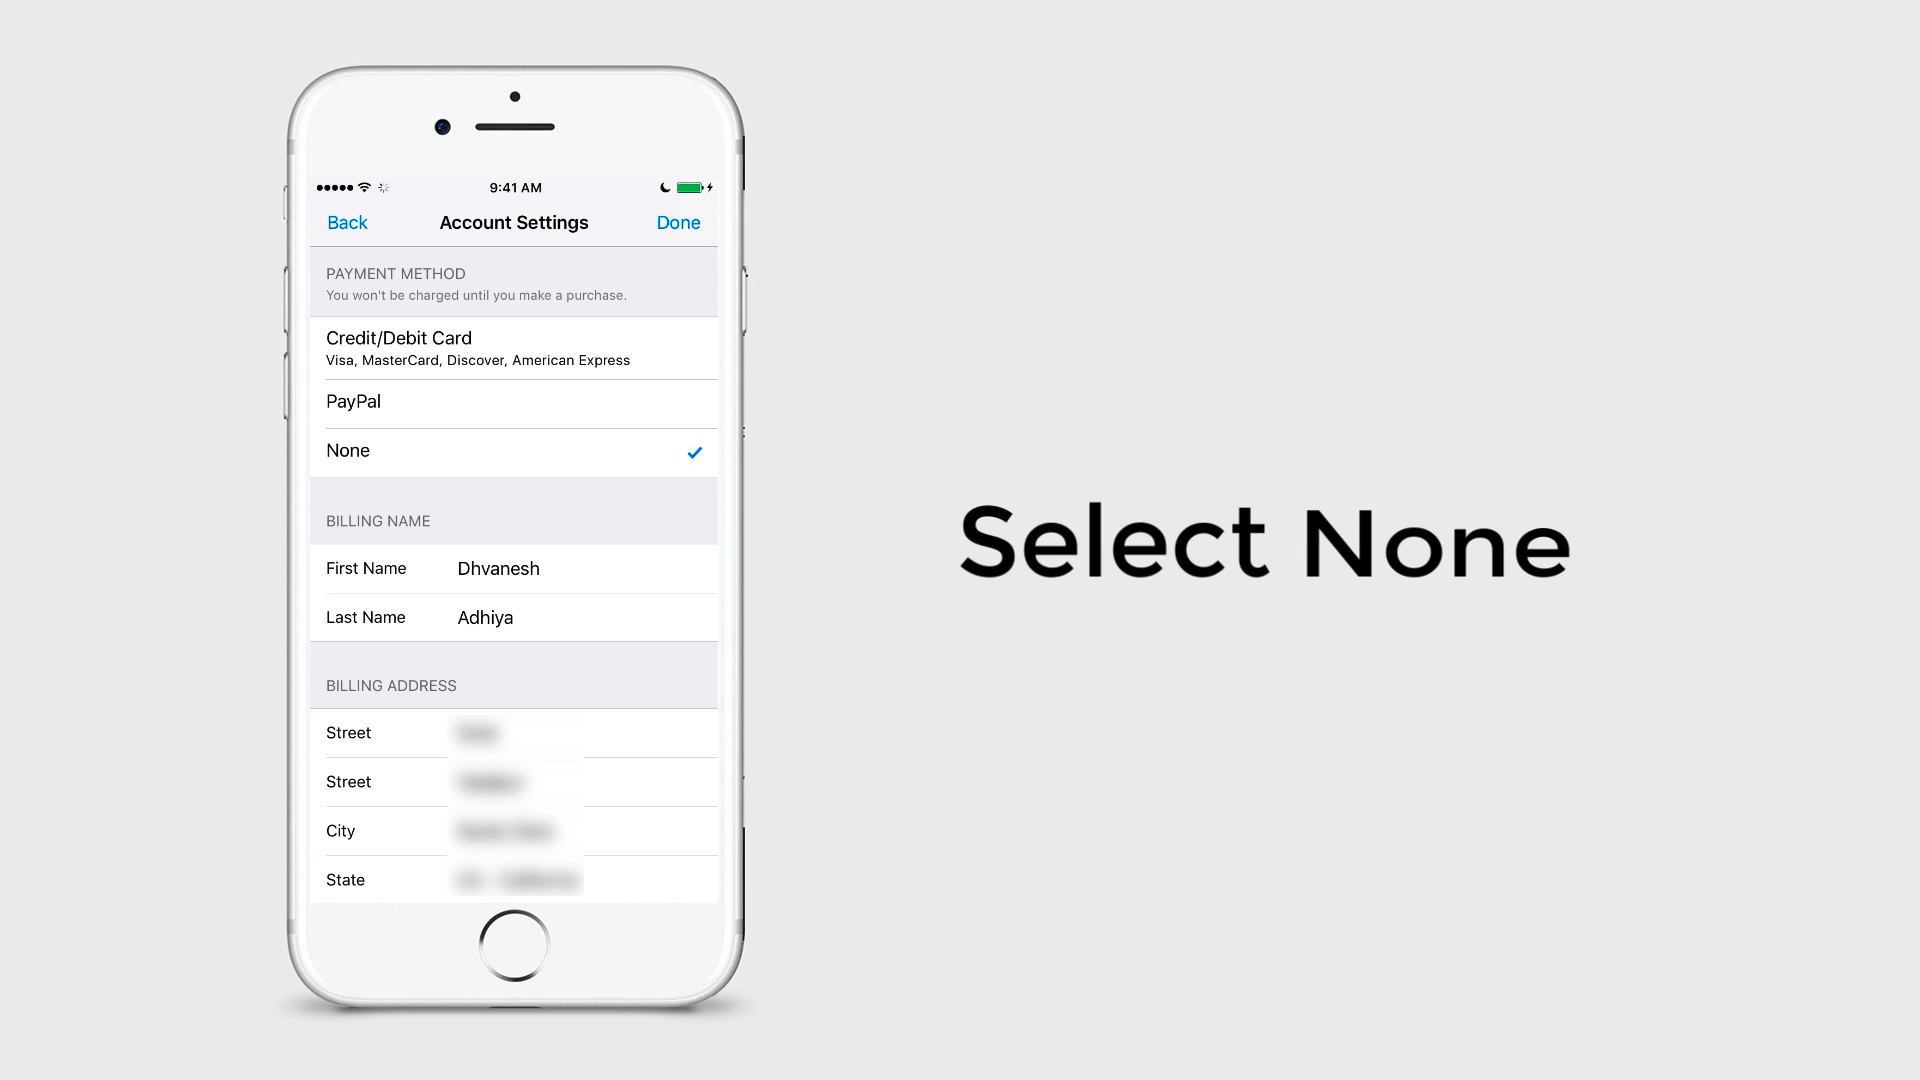 9:41 AM
Back Account Settings Done
PAYMENT METHOD
You won't be charged until you make a purchase.
Credit/Debit Card
Visa, MasterCard, Discover, American Express
PayPal
None
BILLING NAME
First Name Dhvanesh
Last Name Adhiya
BILLING ADDRESS
Street
Street
City
State
Select None